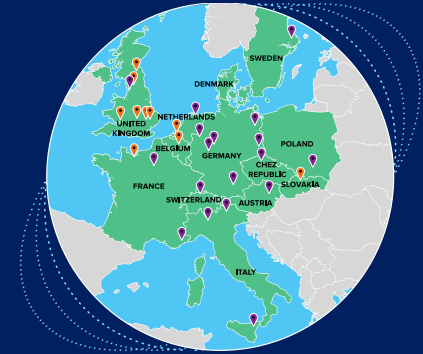 SWEDEN
DENMARK
NETHERLANDS
UNITED
KINGDOM
BELGIUM
GERMANY
POLAND
CHEZ
REPUBLIC
SLOVAKIA
FRANCE
SWITZERLAND
AUSTRIA
ITALY